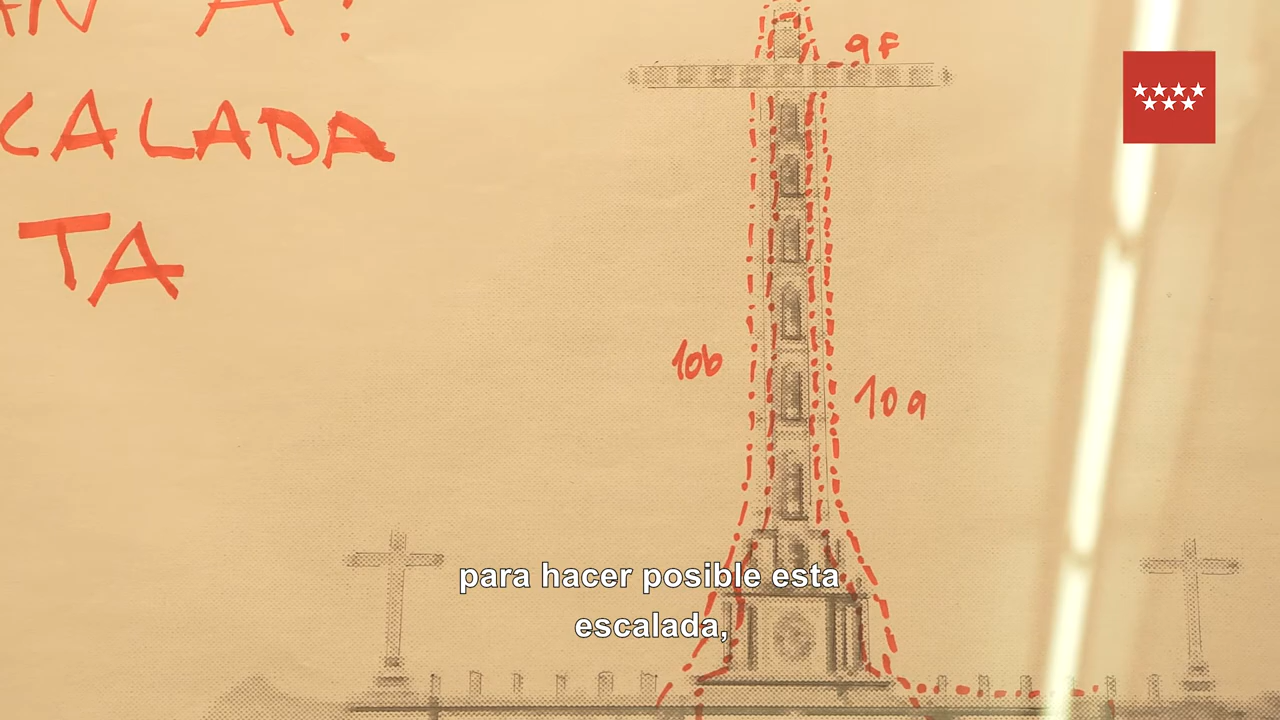 A?
CALADA
TA
9F
10b
10a
para hacer posible esta
escalada,